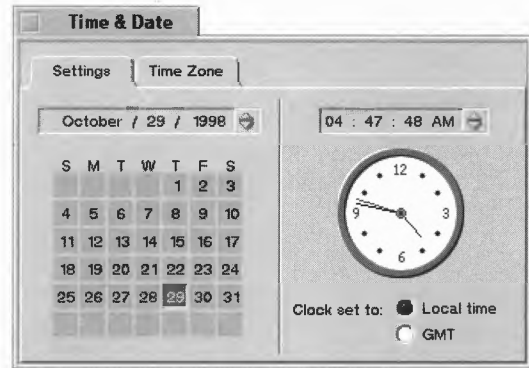 Time & Date
Settings
Time Zone
October / 29 / 1998
04 : 47 : 48 AM
S M T W T F S
1 2 3
4 5 6 7 8 9 10
11 12 13 14 15 16 17
18 19 20 21 22 23 24
25 26 27 28 29 30 31
12
9 3
6
Clock set to: Local time
GMT